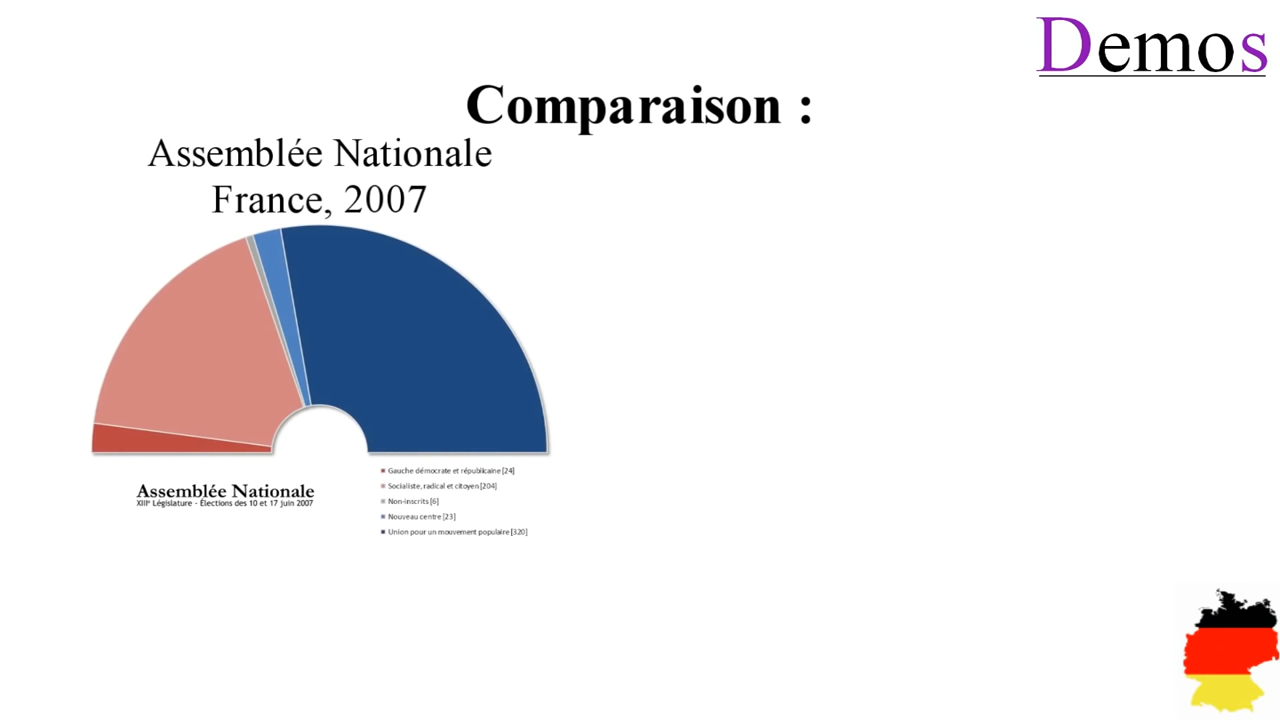 Demos
Comparaison :
Assemblée Nationale
France, 2007
Assemblée Nationale
XIIIe Législature - Élections des 10 et 17 juin 2007
Gauche démocrate et républicaine [24]
Socialiste, radical et citoyen [204]
Non-inscrits [6]
Nouveau centre [23]
Union pour un mouvement populaire [320]